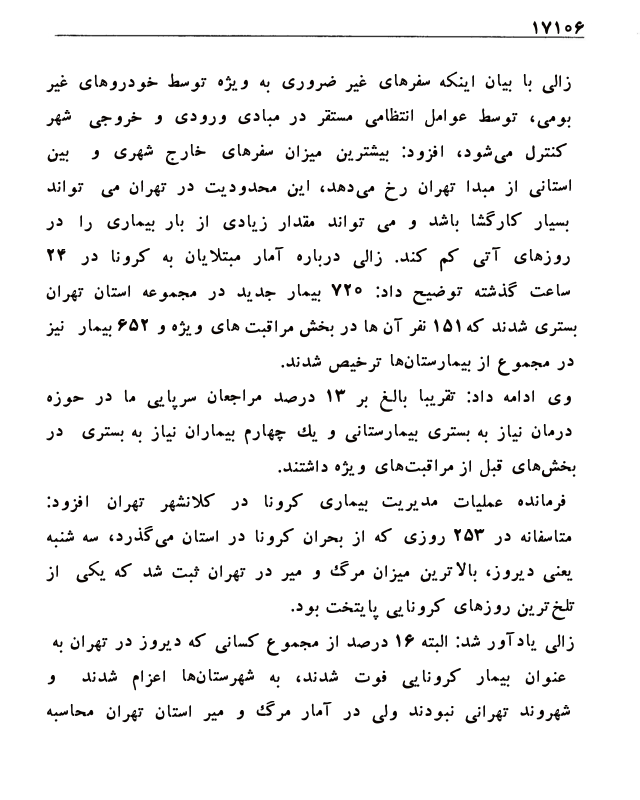 ۱۷۱۰۶
زالی با بیان اینکه سفرهای غیر ضروری به ویژه توسط خودروهای غیر
بومی، توسط عوامل انتظامی مستقر در مبادی ورودی و خروجی شهر
کنترل می‌شود، افزود: بیشترین میزان سفرهای خارج شهری و بین
استانی از مبدا تهران رخ می‌دهد، این محدودیت در تهران می تواند
بسیار کارگشا باشد و می تواند مقدار زیادی از بار بیماری را در
روزهای آتی کم کند. زالی درباره آمار مبتلایان به کرونا در ۲۴
ساعت گذشته توضیح داد: ۷۲۰ بیمار جدید در مجموعه استان تهران
بستری شدند که ۱۵۱ نفر آن ها در بخش مراقبت های ویژه و ۶۵۲ بیمار نیز
در مجموع از بیمارستان‌ها ترخیص شدند.
وی ادامه داد: تقریبا بالغ بر ۱۳ درصد مراجعان سرپایی ما در حوزه
درمان نیاز به بستری بیمارستانی و یك چهارم بیماران نیاز به بستری در
بخش‌های قبل از مراقبت‌های ویژه داشتند.
فرمانده عملیات مدیریت بیماری کرونا در کلانشهر تهران افزود:
متاسفانه در ۲۵۳ روزی که از بحران کرونا در استان می‌گذرد، سه شنبه
یعنی دیروز، بالاترین میزان مرگ و میر در تهران ثبت شد که یکی از
تلخ‌ترین روزهای کرونایی پایتخت بود.
زالی یادآور شد: البته ۱۶ درصد از مجموع کسانی که دیروز در تهران به
عنوان بیمار کرونایی فوت شدند، به شهرستان‌ها اعزام شدند و
شهروند تهرانی نبودند ولی در آمار مرگ و میر استان تهران محاسبه